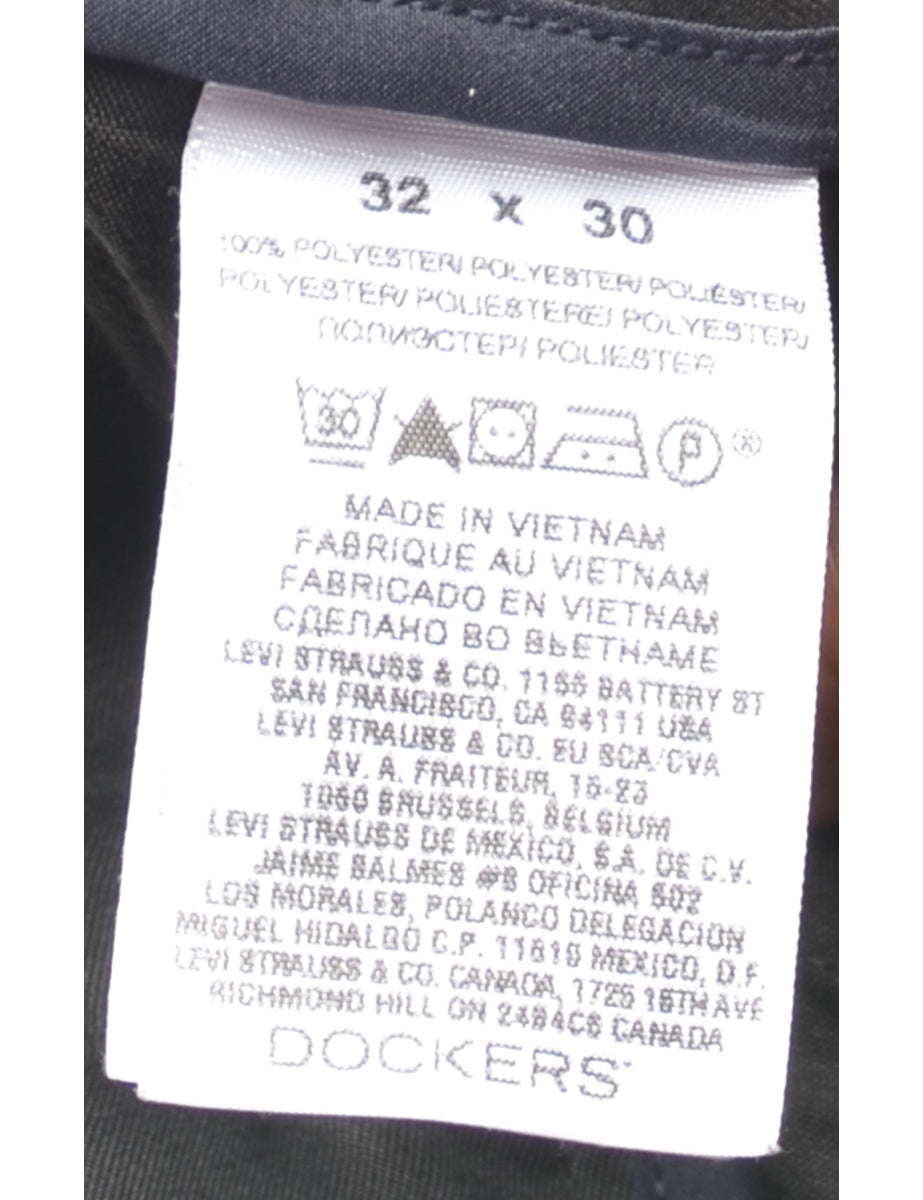 32 x 30
100% POLYESTER/ POLYESTER/ POLIÉSTER/
POLYESTER/ POLIESTERE/ POLYESTER/
ПОЛИЭСТЕР/ POLIESTER
30 P ®
MADE IN VIETNAM
FABRIQUE AU VIETNAM
FABRICADO EN VIETNAM
СДЕЛАНО ВО ВЬЕТНАМЕ
LEVI STRAUSS & CO. 1155 BATTERY ST
SAN FRANCISCO, CA 94111 USA
LEVI STRAUSS & CO. EU SCA/CVA
AV. A. FRAITEUR, 15-23
1050 BRUSSELS, BELGIUM
LEVI STRAUSS DE MEXICO, S.A. DE C.V.
JAIME BALMES #8 OFICINA 602
LOS MORALES, POLANCO DELEGACION
MIGUEL HIDALGO C.P. 11510 MEXICO, D.F.
LEVI STRAUSS & CO. CANADA, 1725 16TH AVE
RICHMOND HILL ON CANADA
DOCKERS